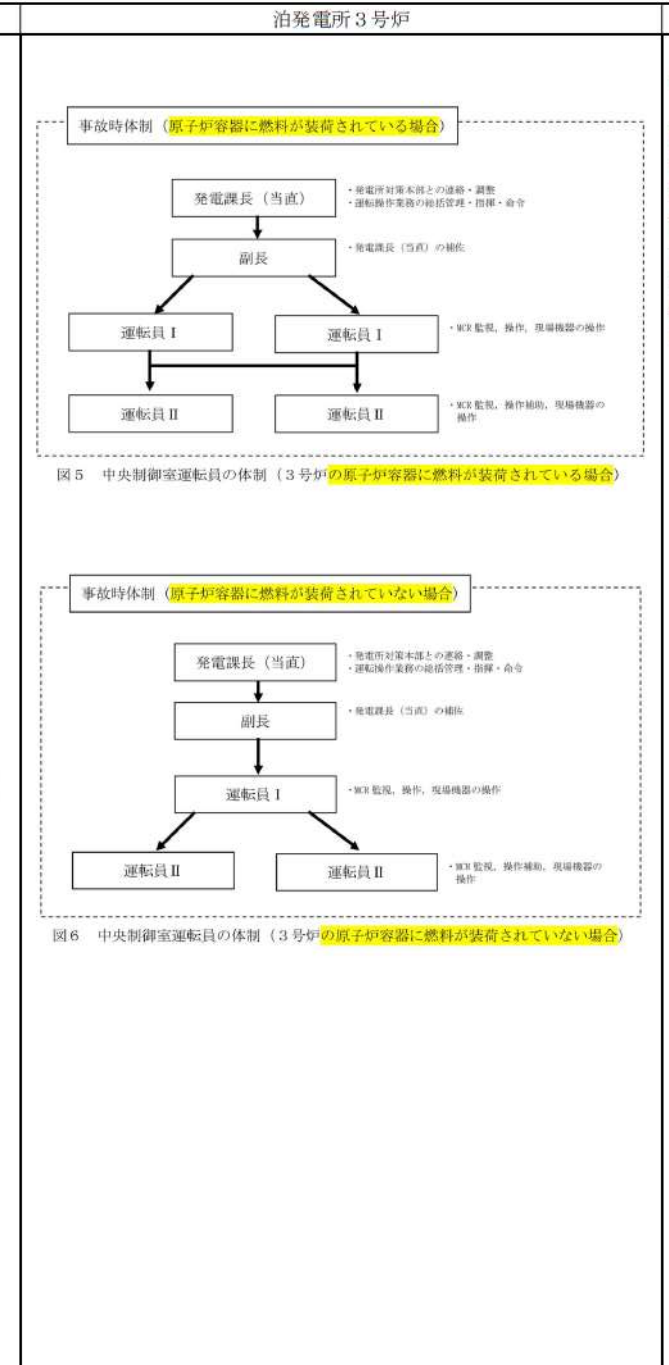 泊発電所3号炉
事故時体制（原子炉容器に燃料が装荷されている場合）
発電課長（当直）
・発電所対策本部との連絡・調整
・運転操作業務の総括管理・指揮・命令
副長
・発電課長（当直）の補佐
運転員Ⅰ
運転員Ⅰ
・MCR監視，操作，現場機器の操作
運転員Ⅱ
運転員Ⅱ
・MCR監視，操作補助，現場機器の
操作
図5　中央制御室運転員の体制（3号炉の原子炉容器に燃料が装荷されている場合）
事故時体制（原子炉容器に燃料が装荷されていない場合）
発電課長（当直）
・発電所対策本部との連絡・調整
・運転操作業務の総括管理・指揮・命令
副長
・発電課長（当直）の補佐
運転員Ⅰ
・MCR監視，操作，現場機器の操作
運転員Ⅱ
運転員Ⅱ
・MCR監視，操作補助，現場機器の
操作
図6　中央制御室運転員の体制（3号炉の原子炉容器に燃料が装荷されていない場合）